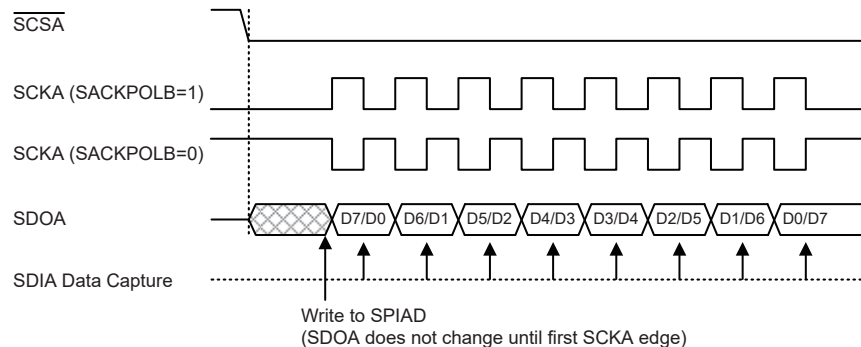 SCSA
SCKA (SACKPOLB=1)
SCKA (SACKPOLB=0)
SDOA
D7/D0 D6/D1 D5/D2 D4/D3 D3/D4 D2/D5 D1/D6 D0/D7
SDIA Data Capture
Write to SPIAD
(SDOA does not change until first SCKA edge)